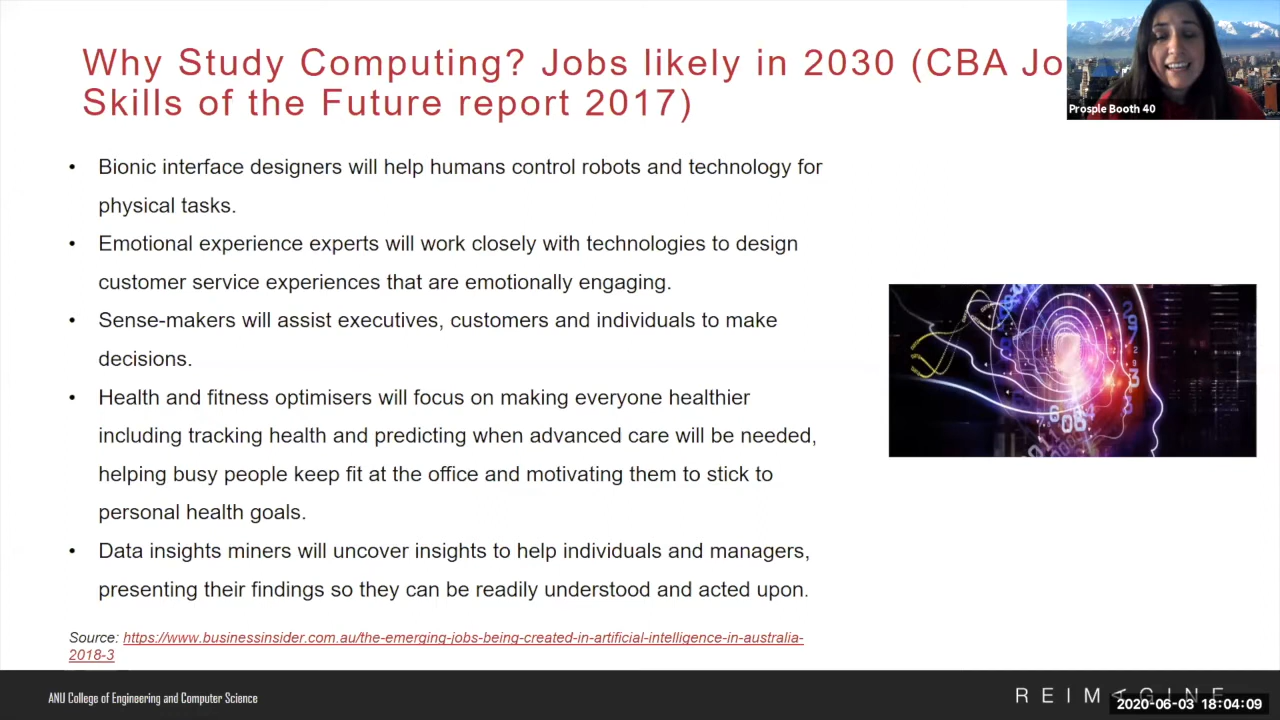 Why Study Computing? Jobs likely in 2030 (CBA Jo
Skills of the Future report 2017)
Prospie Booth 40
• Bionic interface designers will help humans control robots and technology for
physical tasks.
• Emotional experience experts will work closely with technologies to design
customer service experiences that are emotionally engaging.
• Sense-makers will assist executives, customers and individuals to make
decisions.
• Health and fitness optimisers will focus on making everyone healthier
including tracking health and predicting when advanced care will be needed,
helping busy people keep fit at the office and motivating them to stick to
personal health goals.
• Data insights miners will uncover insights to help individuals and managers,
presenting their findings so they can be readily understood and acted upon.
Source: https://www.businessinsider.com.au/the-emerging-jobs-being-created-in-artificial-intelligence-in-australia-
2018-3
ANU College of Engineering and Computer Science
REIMAGINE
2020-06-03 18:04:09